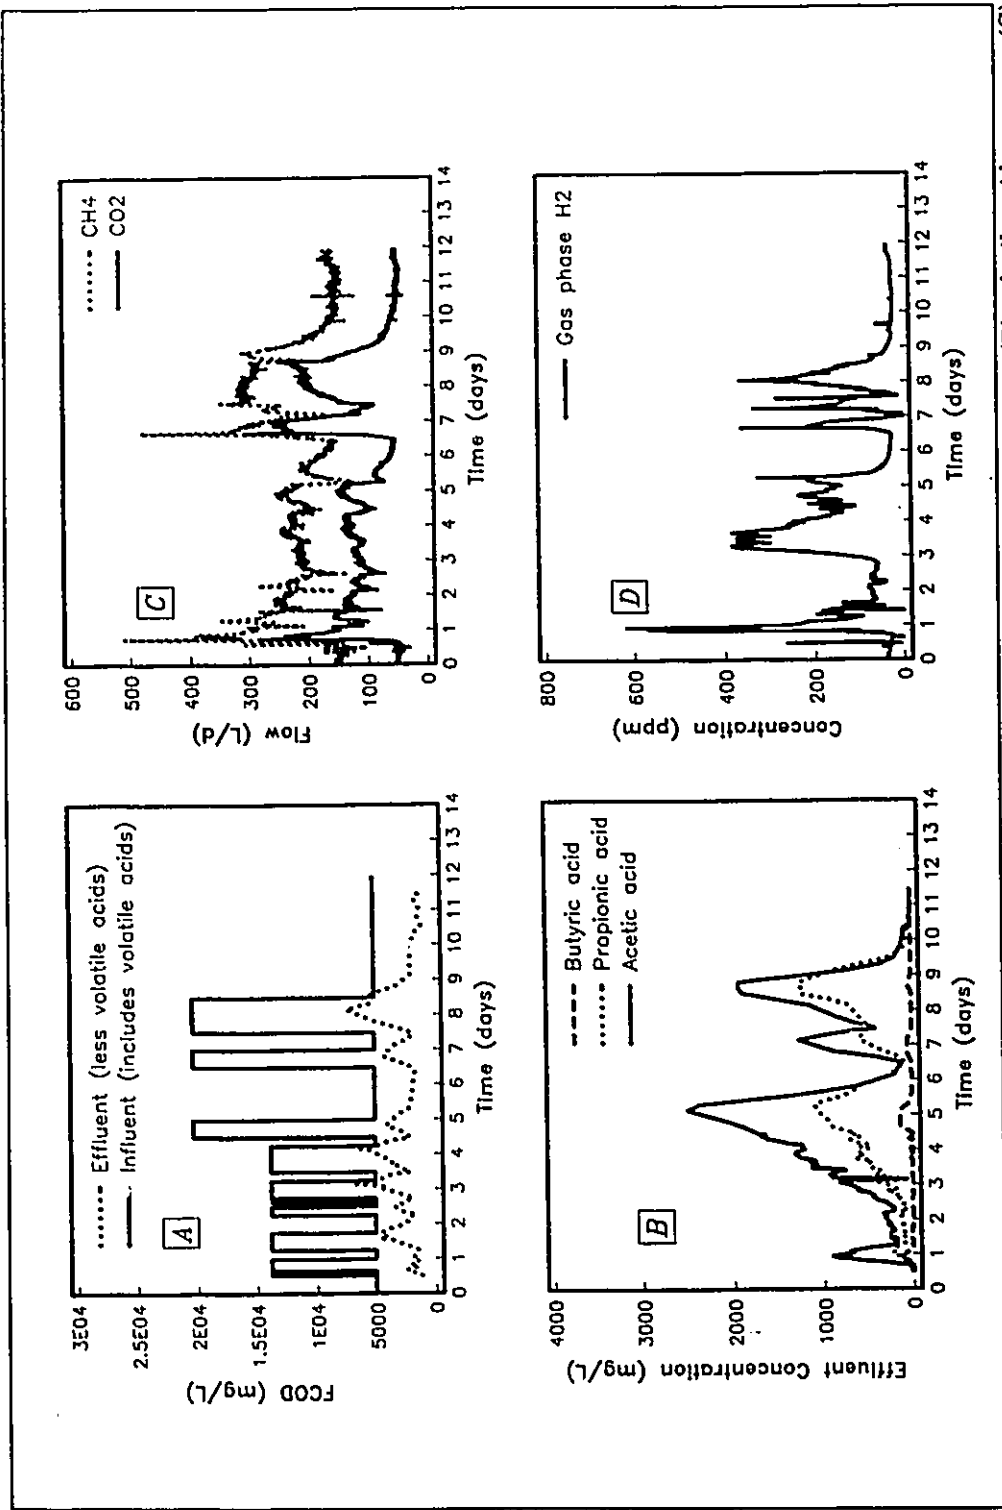 A
3E04
2.5E04
2E04
1.5E04
1E04
5000
0
FCOD (mg/L)
Effluent (less volatile acids)
Influent (includes volatile acids)
0 1 2 3 4 5 6 7 8 9 10 11 12 13 14
Time (days)
C
600
500
400
300
200
100
0
Flow (L/d)
CH4
CO2
0 1 2 3 4 5 6 7 8 9 10 11 12 13 14
Time (days)
B
4000
3000
2000
1000
0
Effluent Concentration (mg/L)
Butyric acid
Propionic acid
Acetic acid
0 1 2 3 4 5 6 7 8 9 10 11 12 13 14
Time (days)
D
800
600
400
200
0
Concentration (ppm)
Gas phase H2
0 1 2 3 4 5 6 7 8 9 10 11 12 13 14
Time (days)